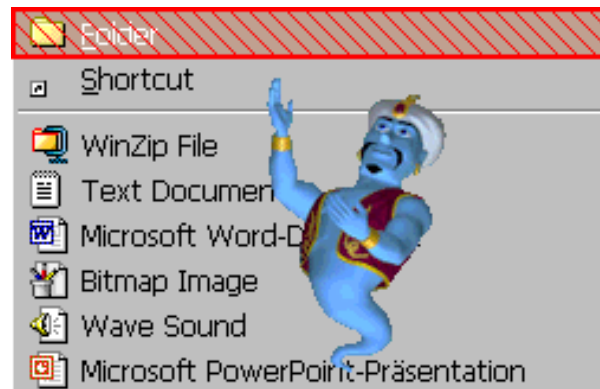 Folder
Shortcut
WinZip File
Text Documen
Microsoft Word-D
Bitmap Image
Wave Sound
Microsoft PowerPoint-Präsentation